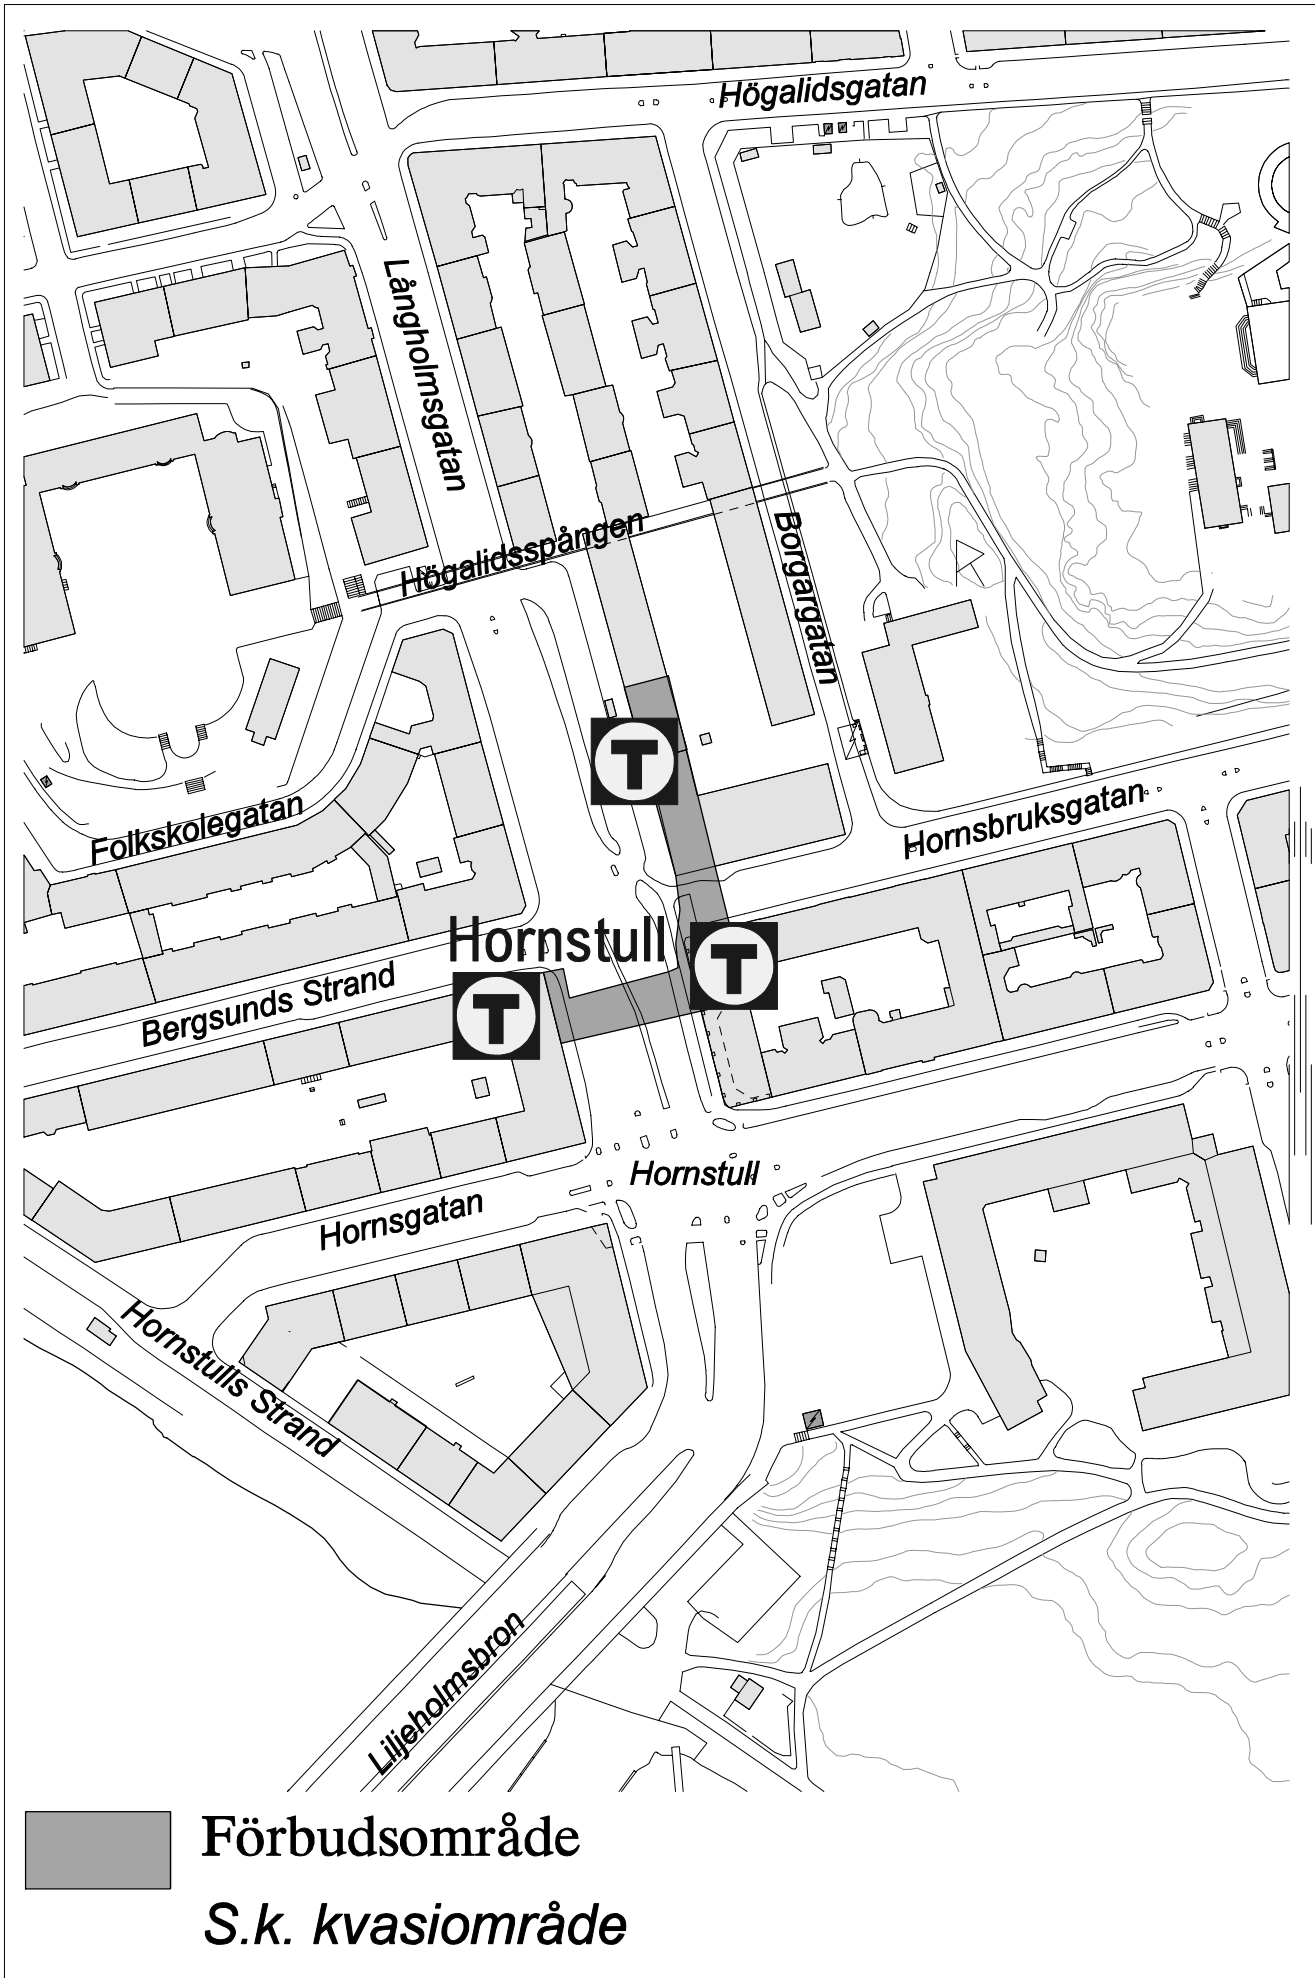 Högalidsgatan
Långholmsgatan
Högalidsspången
Borgargatan
T
Folkskolegatan
Hornsbruksgatan
Hornstull
T
T
Bergsunds Strand
Hornstull
Hornsgatan
Hornstulls Strand
Liljeholmsbron
Förbudsområde
S.k. kvasiområde